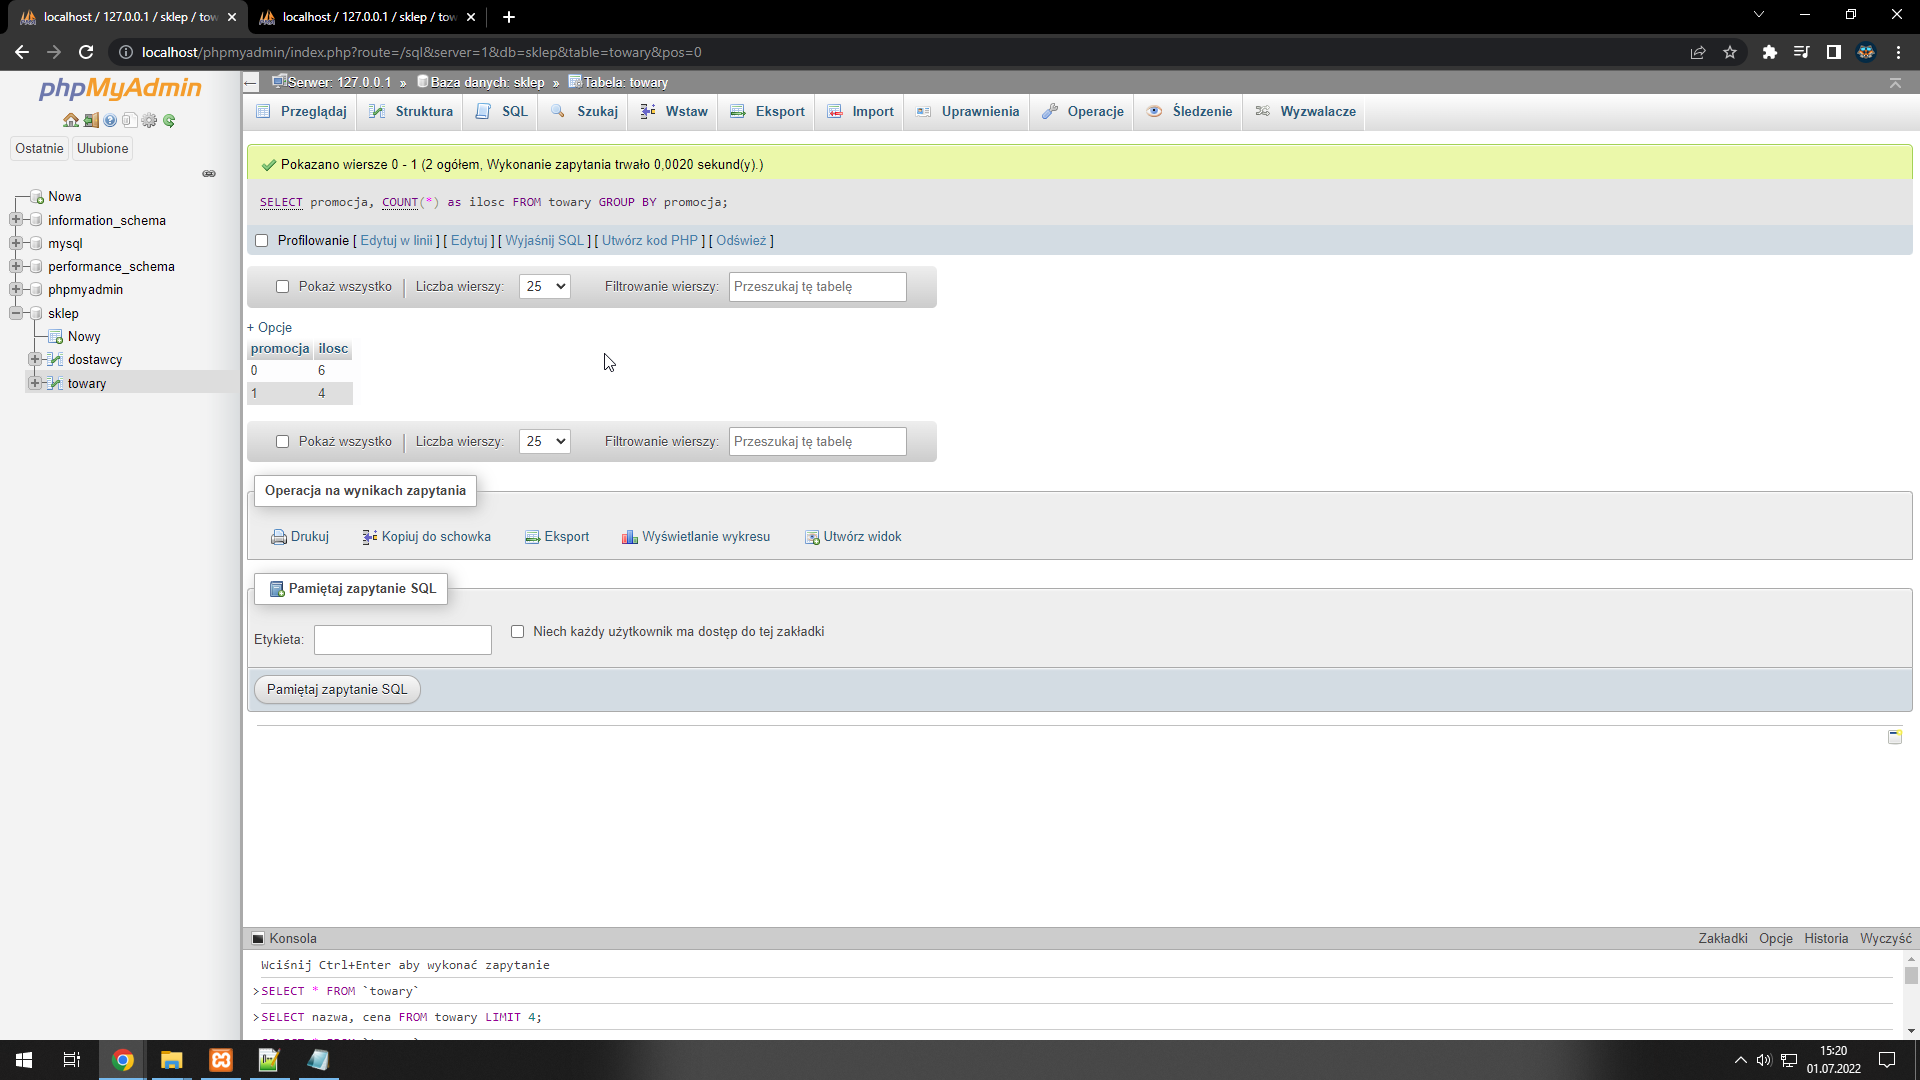 localhost / 127.0.0.1 / sklep / tow
localhost / 127.0.0.1 / sklep / tow
localhost/phpmyadmin/index.php?route=/sql&server=1&db=sklep&table=towary&pos=0
phpMyAdmin
Ostatnie Ulubione
Nowa
information_schema
mysql
performance_schema
phpmyadmin
sklep
Nowy
dostawcy
towary
Serwer: 127.0.0.1 » Baza danych: sklep » Tabela: towary
Przeglądaj Struktura SQL Szukaj Wstaw Eksport Import Uprawnienia Operacje Śledzenie Wyzwalacze
Pokazano wiersze 0 - 1 (2 ogółem, Wykonanie zapytania trwało 0,0020 sekund(y).)
SELECT promocja, COUNT(*) as ilosc FROM towary GROUP BY promocja;
Profilowanie [ Edytuj w linii ] [ Edytuj ] [ Wyjaśnij SQL ] [ Utwórz kod PHP ] [ Odśwież ]
Pokaż wszystko | Liczba wierszy: 25 Filtrowanie wierszy: Przeszukaj tę tabelę
+ Opcje
promocja ilosc
0 6
1 4
Pokaż wszystko | Liczba wierszy: 25 Filtrowanie wierszy: Przeszukaj tę tabelę
Operacja na wynikach zapytania
Drukuj Kopiuj do schowka Eksport Wyświetlanie wykresu Utwórz widok
Pamiętaj zapytanie SQL
Etykieta: Niech każdy użytkownik ma dostęp do tej zakładki
Pamiętaj zapytanie SQL
Konsola Zakładki Opcje Historia Wyczyść
Wciśnij Ctrl+Enter aby wykonać zapytanie
>SELECT * FROM `towary`
>SELECT nazwa, cena FROM towary LIMIT 4;
15:20
01.07.2022